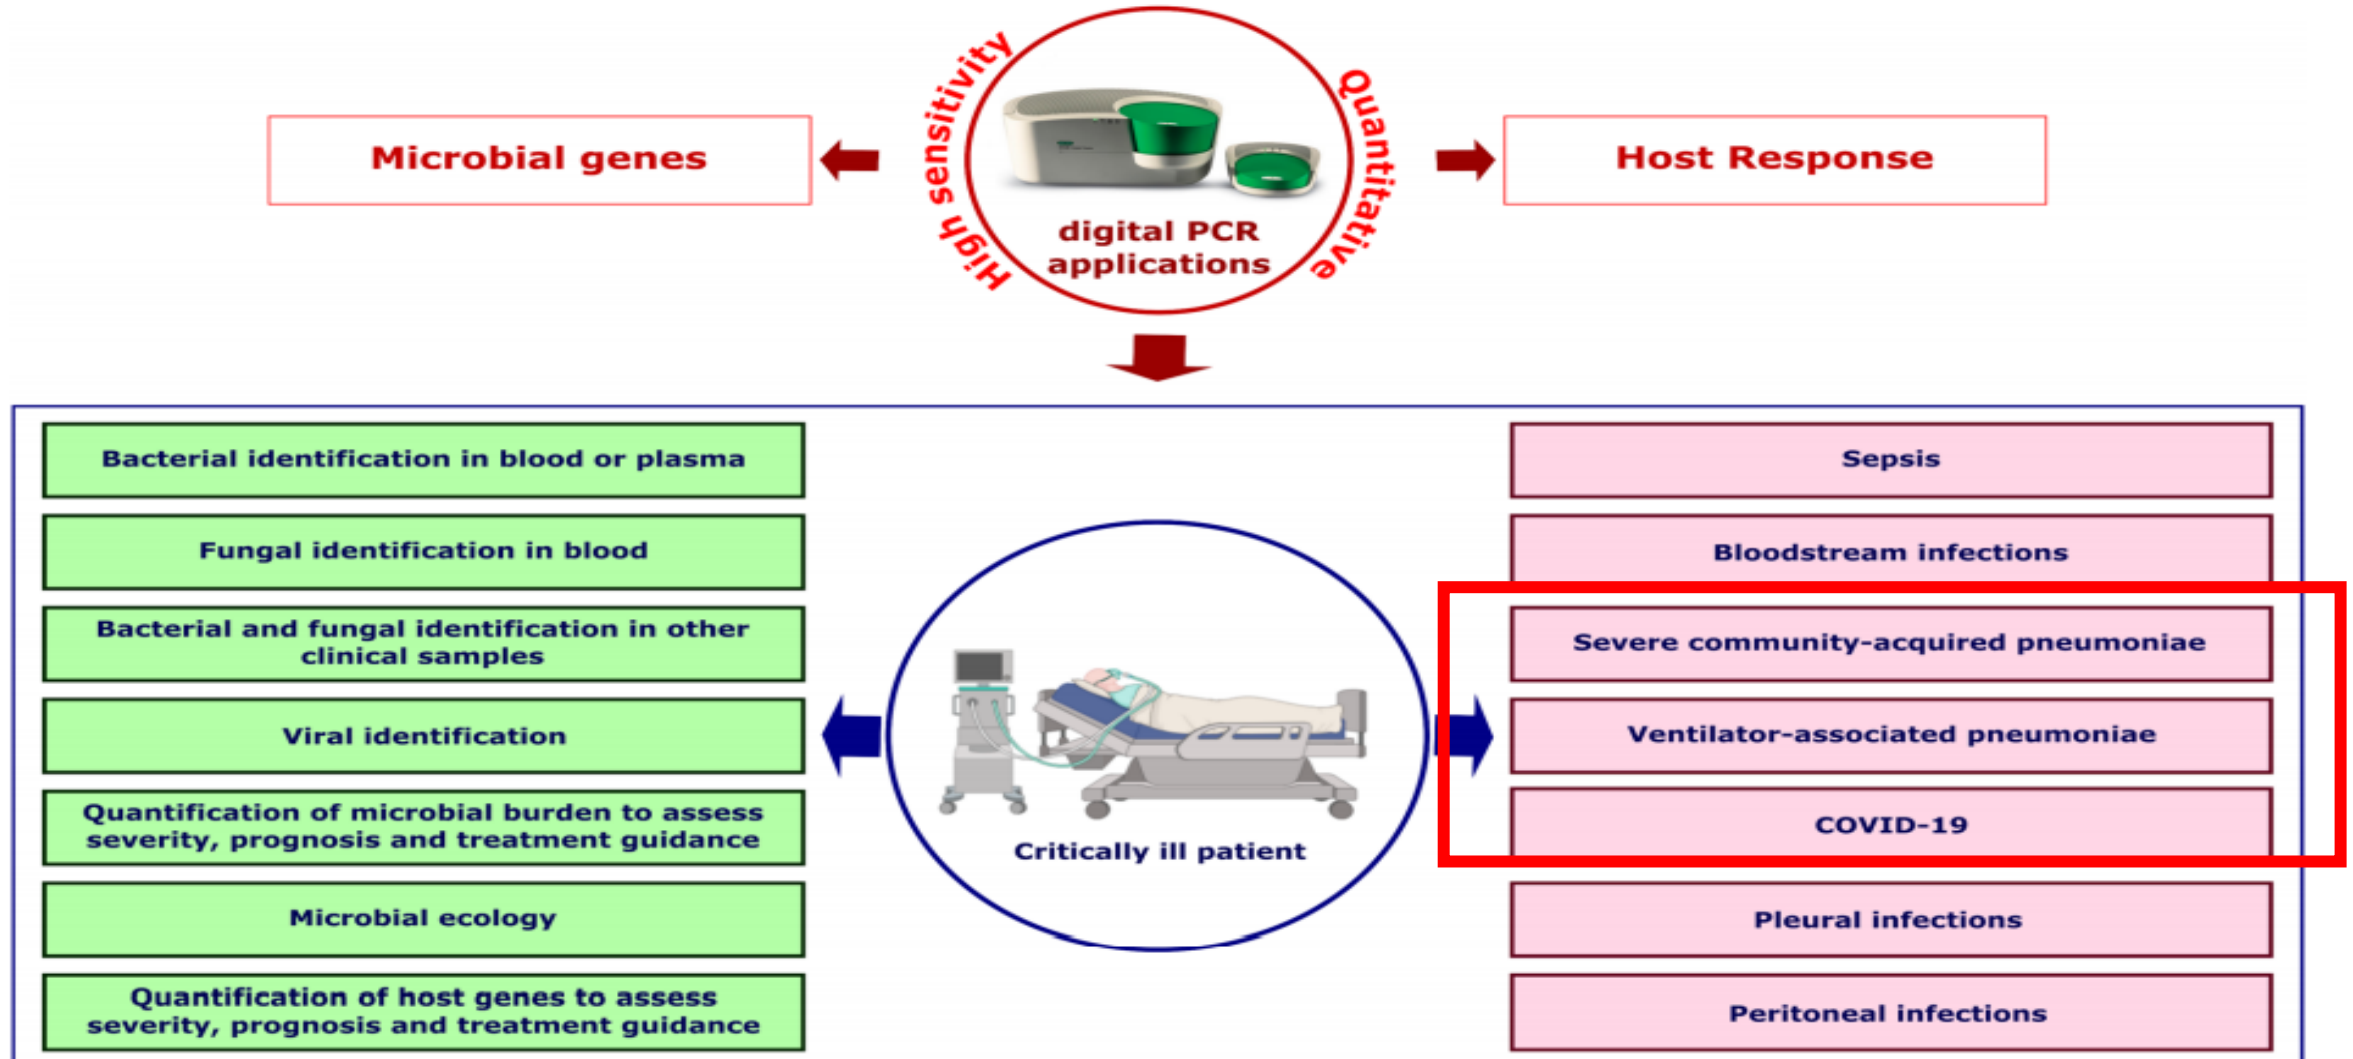 High sensitivity
Quantitative
Microbial genes
digital PCR
applications
Host Response
Bacterial identification in blood or plasma
Fungal identification in blood
Bacterial and fungal identification in other
clinical samples
Viral identification
Quantification of microbial burden to assess
severity, prognosis and treatment guidance
Microbial ecology
Quantification of host genes to assess
severity, prognosis and treatment guidance
Critically ill patient
Sepsis
Bloodstream infections
Severe community-acquired pneumoniae
Ventilator-associated pneumoniae
COVID-19
Pleural infections
Peritoneal infections